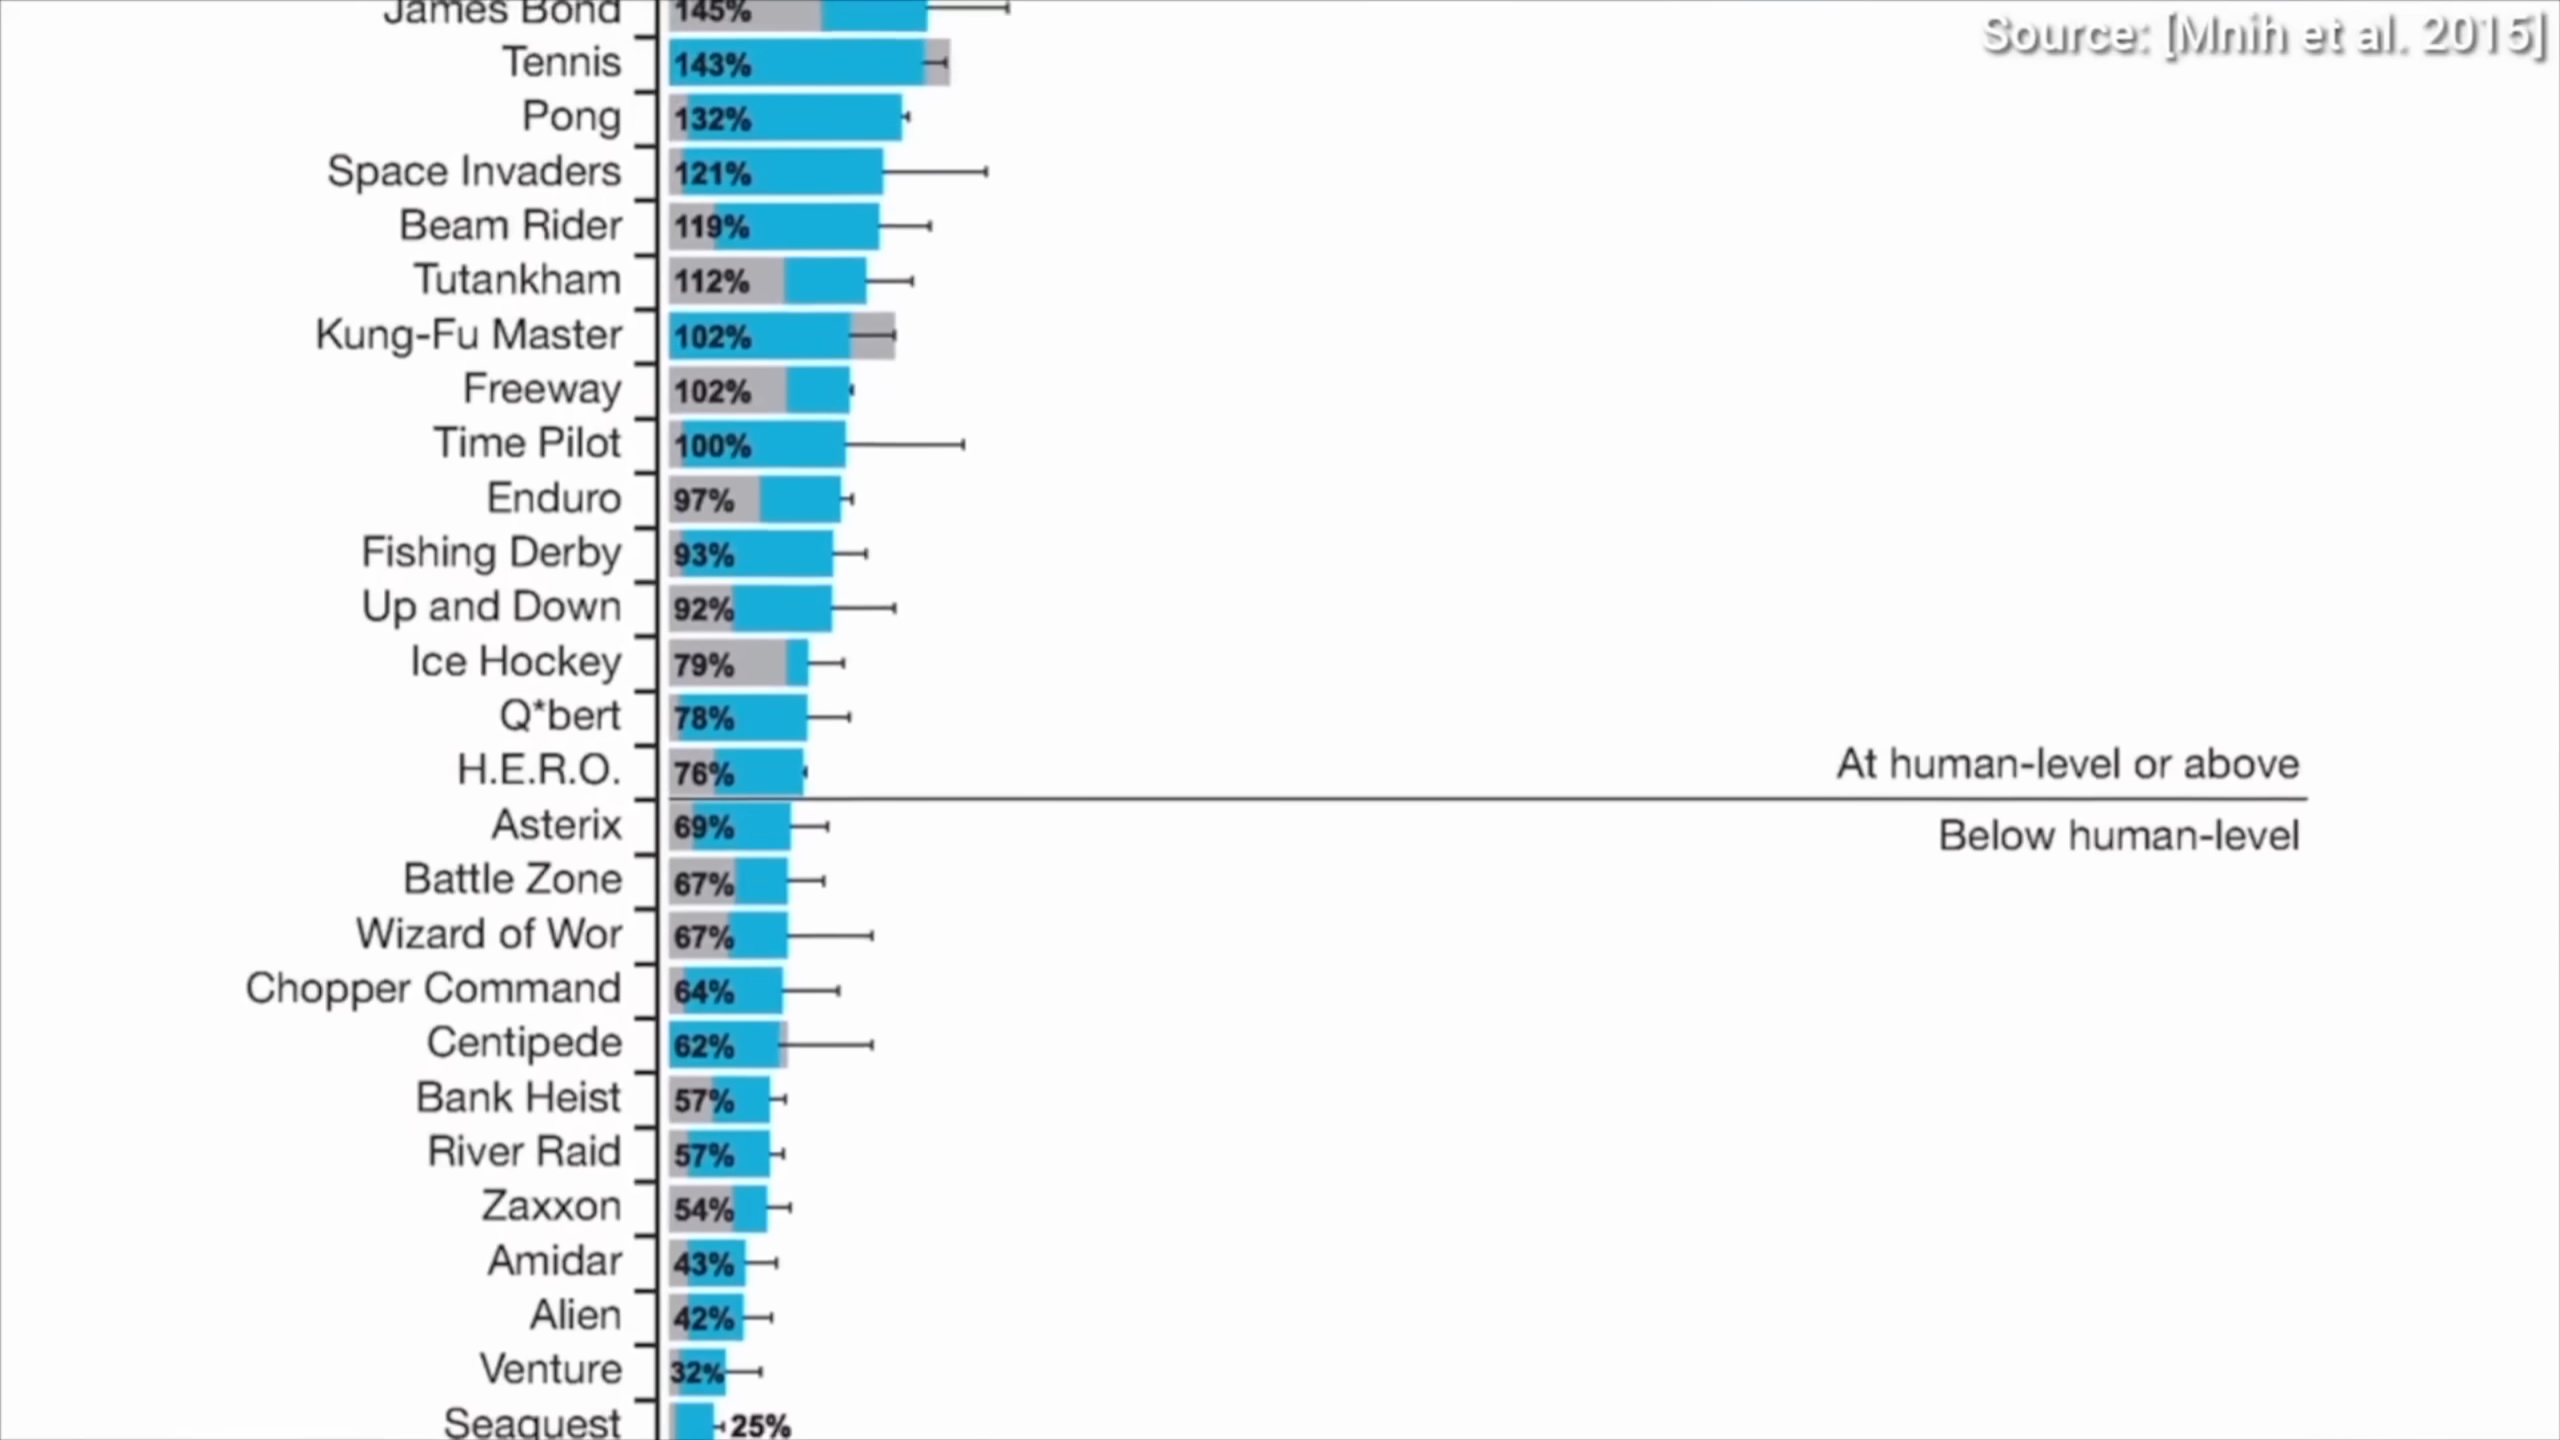 James Bond 145%
Source: [Mnih et al. 2015]
Tennis 143%
Pong 132%
Space Invaders 121%
Beam Rider 119%
Tutankham 112%
Kung-Fu Master 102%
Freeway 102%
Time Pilot 100%
Enduro 97%
Fishing Derby 93%
Up and Down 92%
Ice Hockey 79%
Q*bert 78%
H.E.R.O. 76% At human-level or above
Asterix 69% Below human-level
Battle Zone 67%
Wizard of Wor 67%
Chopper Command 64%
Centipede 62%
Bank Heist 57%
River Raid 57%
Zaxxon 54%
Amidar 43%
Alien 42%
Venture 32%
Seaquest 25%